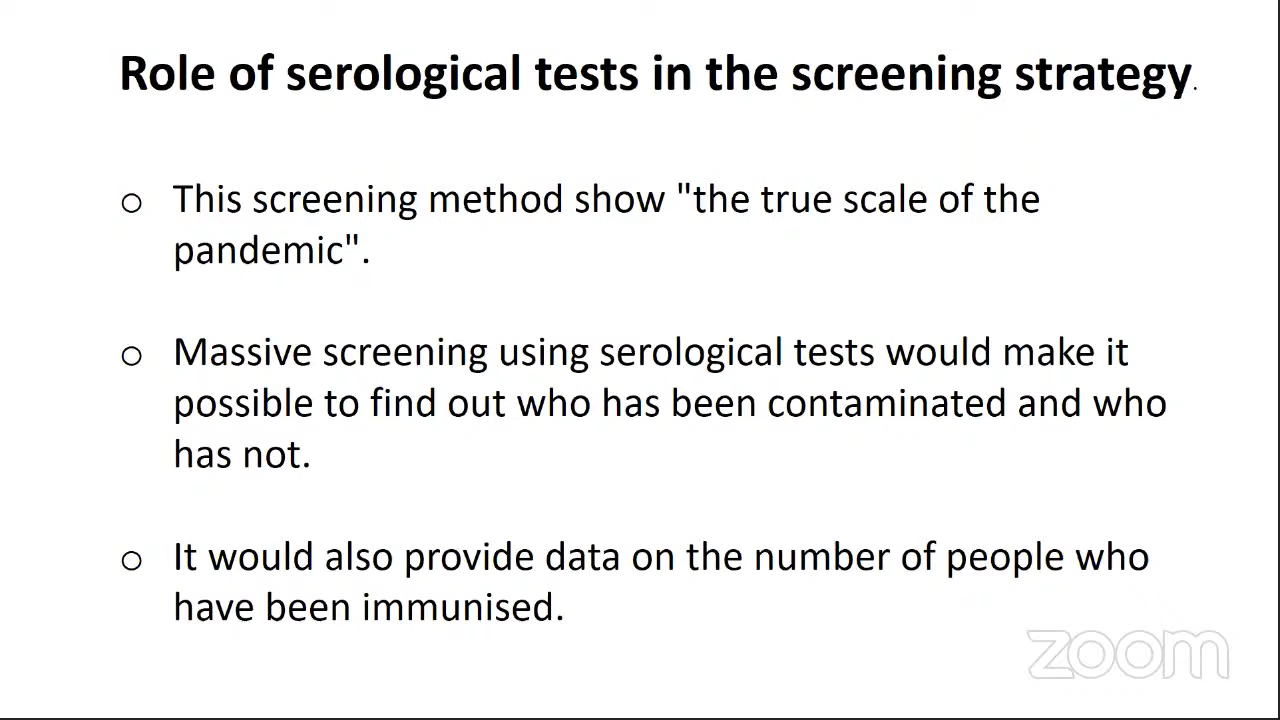 Role of serological tests in the screening strategy.
o This screening method show "the true scale of the
pandemic".
o Massive screening using serological tests would make it
possible to find out who has been contaminated and who
has not.
o It would also provide data on the number of people who
have been immunised.
zoom